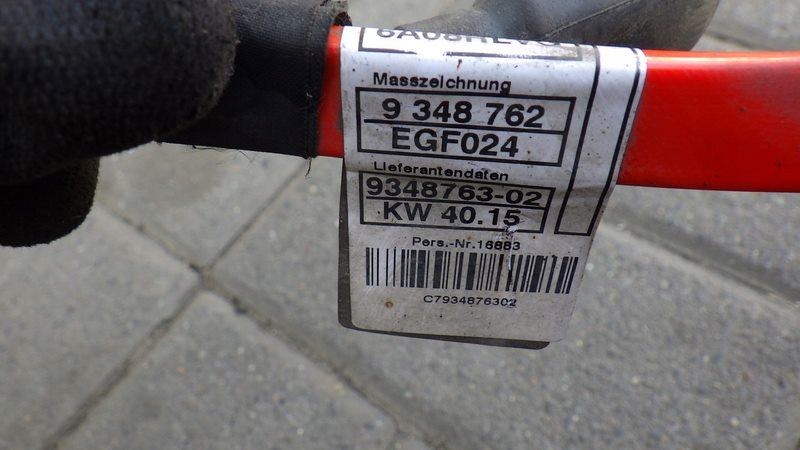 Masszeichnung
9 348 762
EGF024
Lieferantendaten
9348763-02
KW 40.15
Pers.-Nr.16883
C7934876302